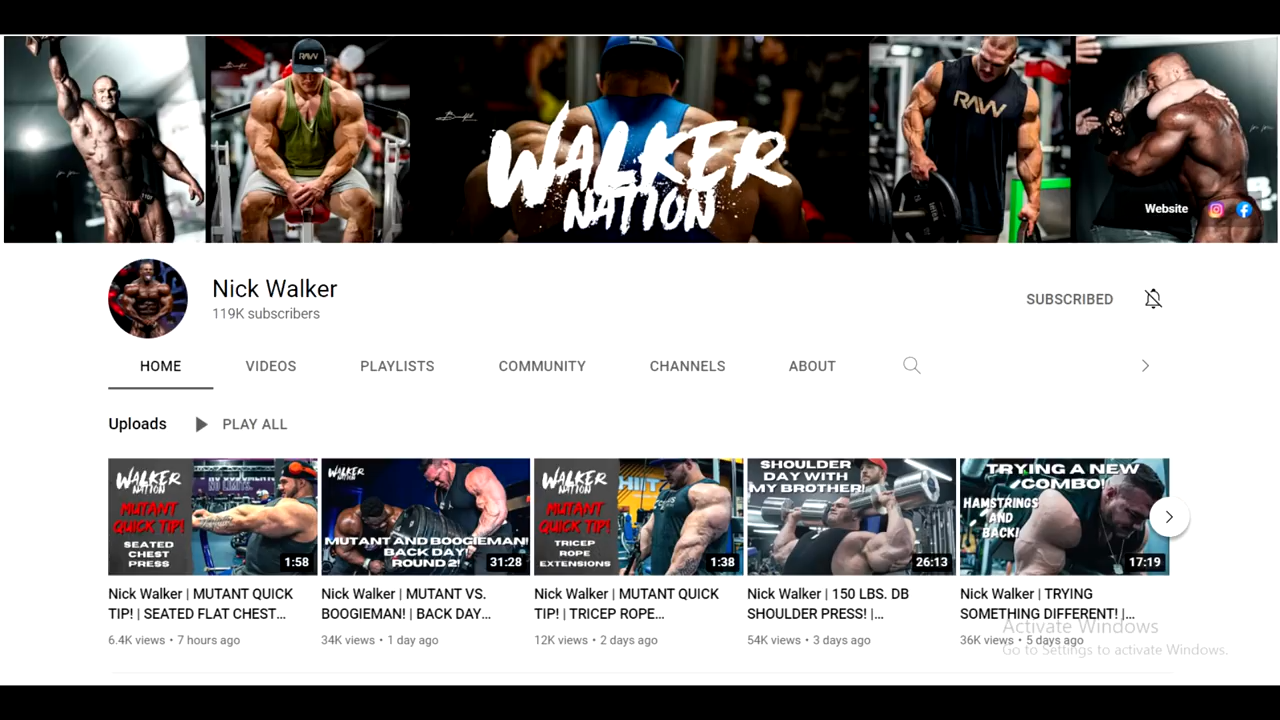 RAW
RAW
WALKER
NATION
Website
Nick Walker
119K subscribers
SUBSCRIBED
HOME VIDEOS PLAYLISTS COMMUNITY CHANNELS ABOUT
Uploads PLAY ALL
WALKER
NATION
MUTANT
QUICK TIP!
SEATED
CHEST
PRESS
1:58
WALKER
NATION
MUTANT AND BOOGIEMAN!
BACK DAY
ROUND 2!
31:28
WALKER
NATION
MUTANT
QUICK TIP!
TRICEP
ROPE
EXTENSIONS
1:38
SHOULDER
DAY WITH
MY BROTHER!
26:13
TRYING A NEW
COMBO!
HAMSTRINGS
AND
BACK!
17:19
Nick Walker | MUTANT QUICK
TIP! | SEATED FLAT CHEST...
6.4K views • 7 hours ago
Nick Walker | MUTANT VS.
BOOGIEMAN! | BACK DAY...
34K views • 1 day ago
Nick Walker | MUTANT QUICK
TIP! | TRICEP ROPE...
12K views • 2 days ago
Nick Walker | 150 LBS. DB
SHOULDER PRESS! |...
54K views • 3 days ago
Nick Walker | TRYING
SOMETHING DIFFERENT! |...
36K views • 5 days ago
Activate Windows
Go to Settings to activate Windows.